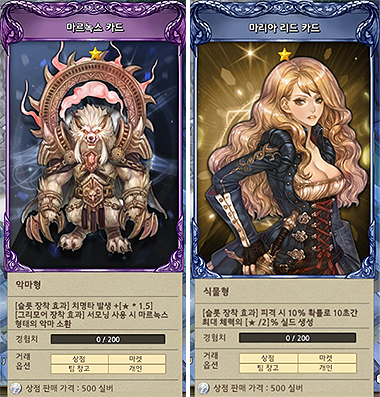 마르눅스 카드
악마형
[슬롯 장착 효과] 치명타 발생 +[★ * 1.5]
[그리모어 장착 효과] 서모닝 사용 시 마르눅스
형태의 악마 소환
경험치 0 / 200
거래 옵션 상점 마켓
팀 창고 개인
상점 판매 가격 : 500 실버
마리아 리드 카드
식물형
[슬롯 장착 효과] 피격 시 10% 확률로 10초간
최대 체력의 [★ /2]% 실드 생성
경험치 0 / 200
거래 옵션 상점 마켓
팀 창고 개인
상점 판매 가격 : 500 실버